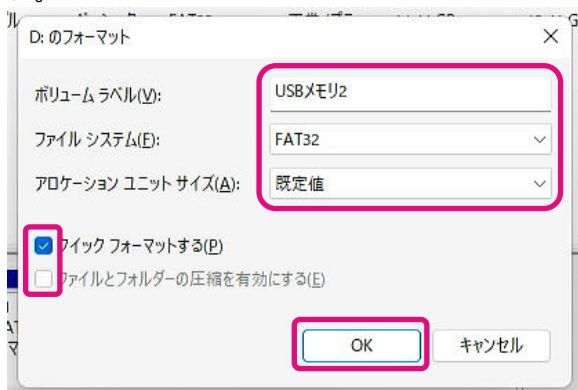 D: のフォーマット
ボリューム ラベル(V):
USBメモリ2
ファイル システム(F):
FAT32
アロケーション ユニット サイズ(A):
既定値
クイック フォーマットする(P)
ファイルとフォルダーの圧縮を有効にする(E)
OK
キャンセル